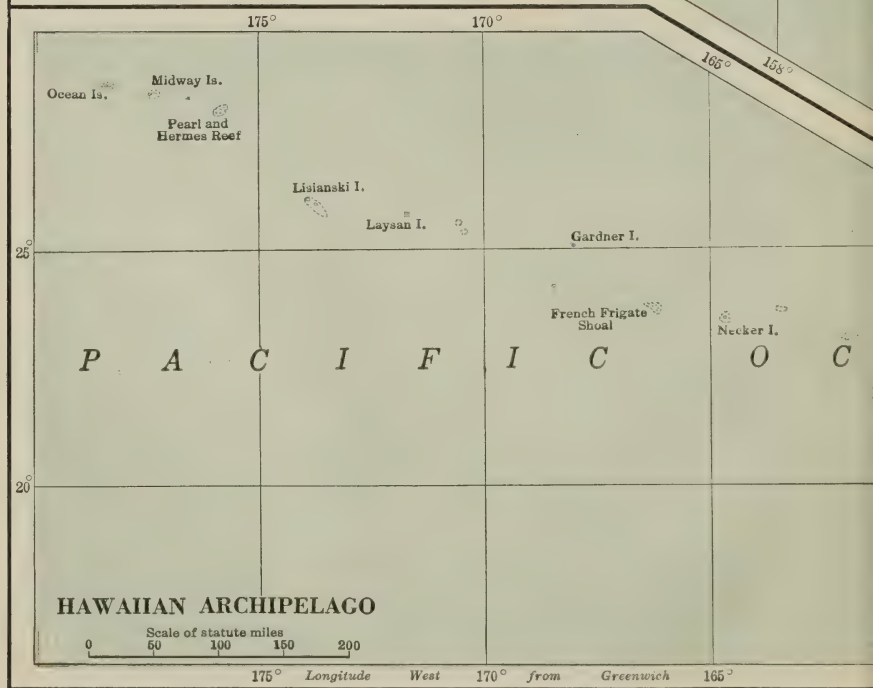 175° 170°
165° 158°
Midway Is.
Ocean Is.
Pearl and
Hermes Reef
Lisianski I.
Laysan I.
Gardner I.
25°
French Frigate
Shoal
Necker I.
P A C I F I C O C
20°
HAWAIIAN ARCHIPELAGO
Scale of statute miles
0 50 100 150 200
175° Longitude West 170° from Greenwich 165°